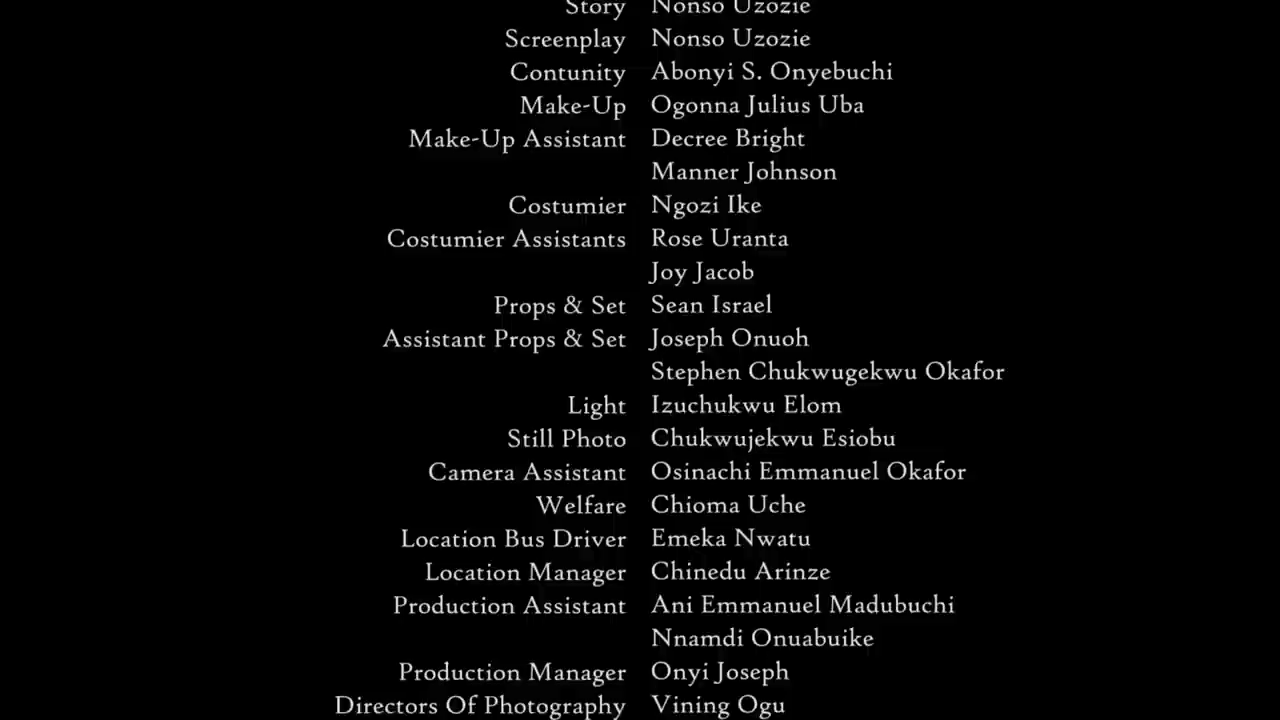 Story Nonso Uzozie
Screenplay Nonso Uzozie
Contunity Abonyi S. Onyebuchi
Make-Up Ogonna Julius Uba
Make-Up Assistant Decree Bright
Manner Johnson
Costumier Ngozi Ike
Costumier Assistants Rose Uranta
Joy Jacob
Props & Set Sean Israel
Assistant Props & Set Joseph Onuoh
Stephen Chukwugekwu Okafor
Light Izuchukwu Elom
Still Photo Chukwujekwu Esiobu
Camera Assistant Osinachi Emmanuel Okafor
Welfare Chioma Uche
Location Bus Driver Emeka Nwatu
Location Manager Chinedu Arinze
Production Assistant Ani Emmanuel Madubuchi
Nnamdi Onuabuike
Production Manager Onyi Joseph
Directors Of Photography Vining Ogu